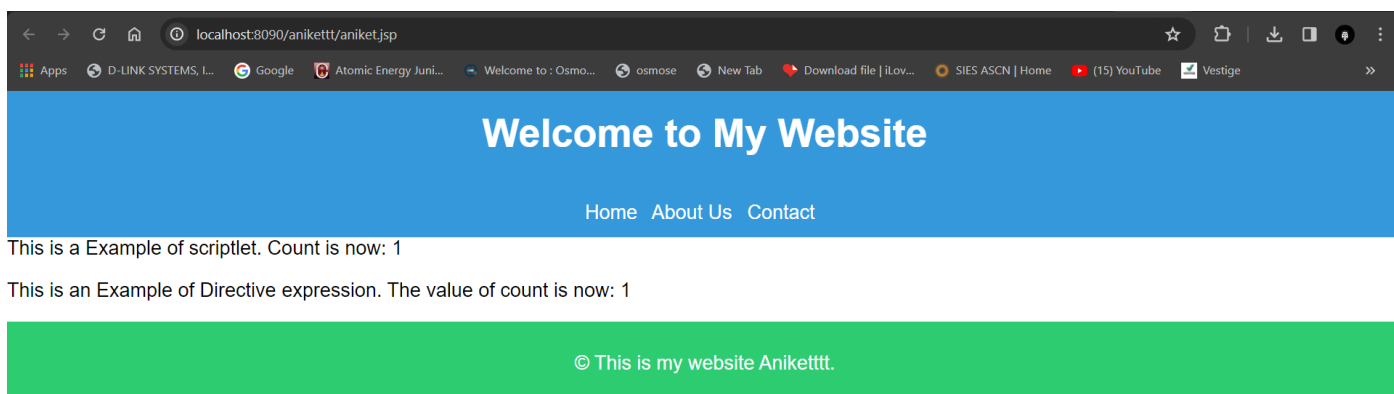 localhost:8090/anikettt/aniket.jsp
Apps D-LINK SYSTEMS, I... Google Atomic Energy Juni... Welcome to : Osmo... osmose New Tab Download file | iLov... SIES ASCN | Home (15) YouTube Vestige »
Welcome to My Website
Home About Us Contact
This is a Example of scriptlet. Count is now: 1
This is an Example of Directive expression. The value of count is now: 1
© This is my website Aniketttt.